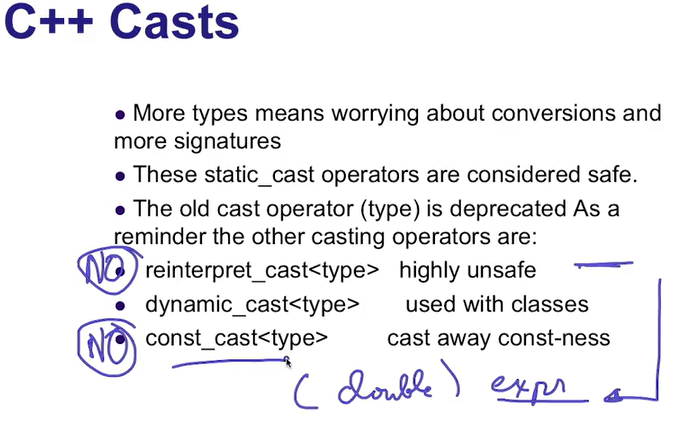 C++ Casts
● More types means worrying about conversions and
more signatures
● These static_cast operators are considered safe.
● The old cast operator (type) is deprecated As a
reminder the other casting operators are:
NO reinterpret_cast<type> highly unsafe
● dynamic_cast<type> used with classes
NO const_cast<type> cast away const-ness
(double) expr